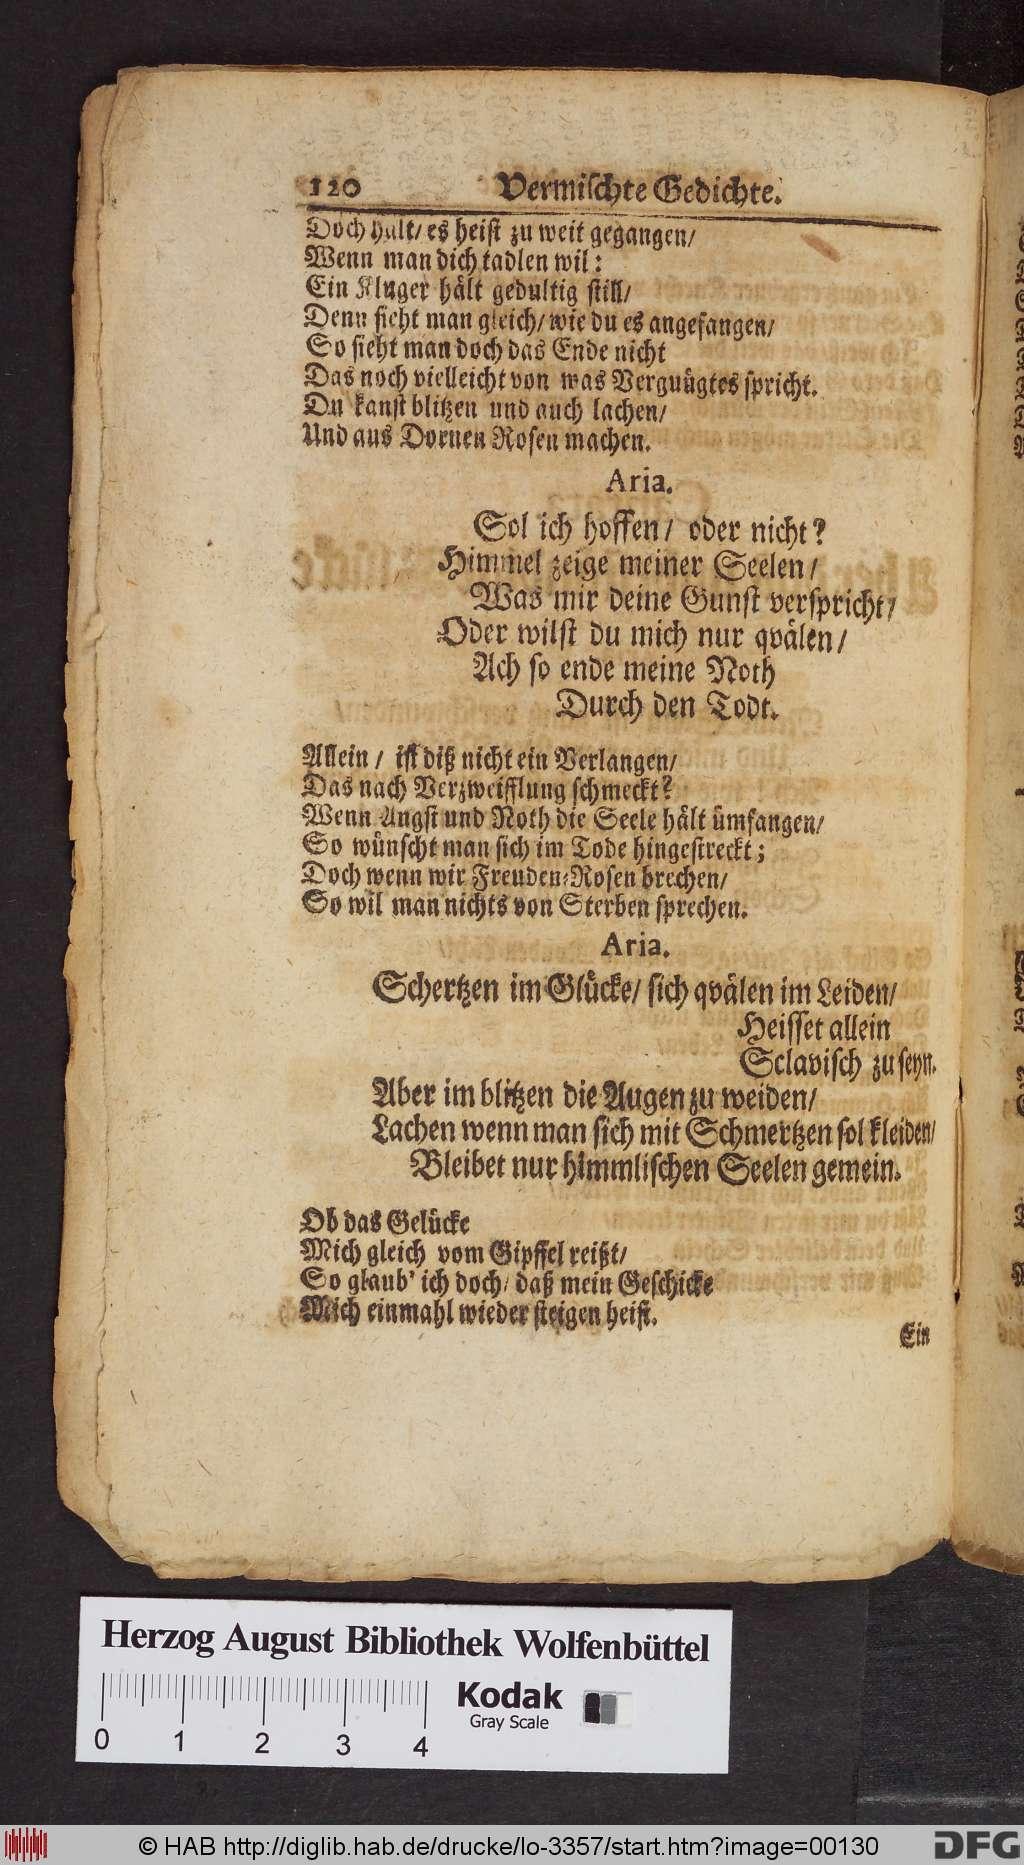 120 Vermischte Gedichte.
Doch halt/ es heist zu weit gegangen/
Wenn man dich tadlen wil:
Ein Kluger hält gedultig still/
Denn sieht man gleich/ wie du es angefangen/
So sieht man doch das Ende nicht
Das noch vielleicht von was Vergnügtes spricht.
Du kanst blitzen und auch lachen/
Und aus Dornen Rosen machen.
Aria.
Sol ich hoffen/ oder nicht?
Himmel zeige meiner Seelen/
Was mir deine Gunst verspricht/
Oder wilst du mich nur qvälen/
Ach so ende meine Noth
Durch den Todt.
Allein/ ist diß nicht ein Verlangen/
Das nach Verzweifflung schmeckt?
Wenn Angst und Noth die Seele hält ümfangen/
So wünscht man sich im Tode hingestreckt;
Doch wenn wir Freuden-Rosen brechen/
So wil man nichts von Sterben sprechen.
Aria.
Schertzen im Glücke/ sich qvälen im Leiden/
Heisset allein
Sclavisch zu seyn.
Aber im blitzen die Augen zu weiden/
Lachen wenn man sich mit Schmertzen sol kleiden/
Bleibet nur himmlischen Seelen gemein.
Ob das Gelücke
Mich gleich vom Gipffel reißt/
So glaub' ich doch/ daß mein Geschicke
Mich einmahl wieder steigen heist.
Ein
Herzog August Bibliothek Wolfenbüttel
Kodak
Gray Scale
0 1 2 3 4
© HAB http://diglib.hab.de/drucke/lo-3357/start.htm?image=00130
DFG